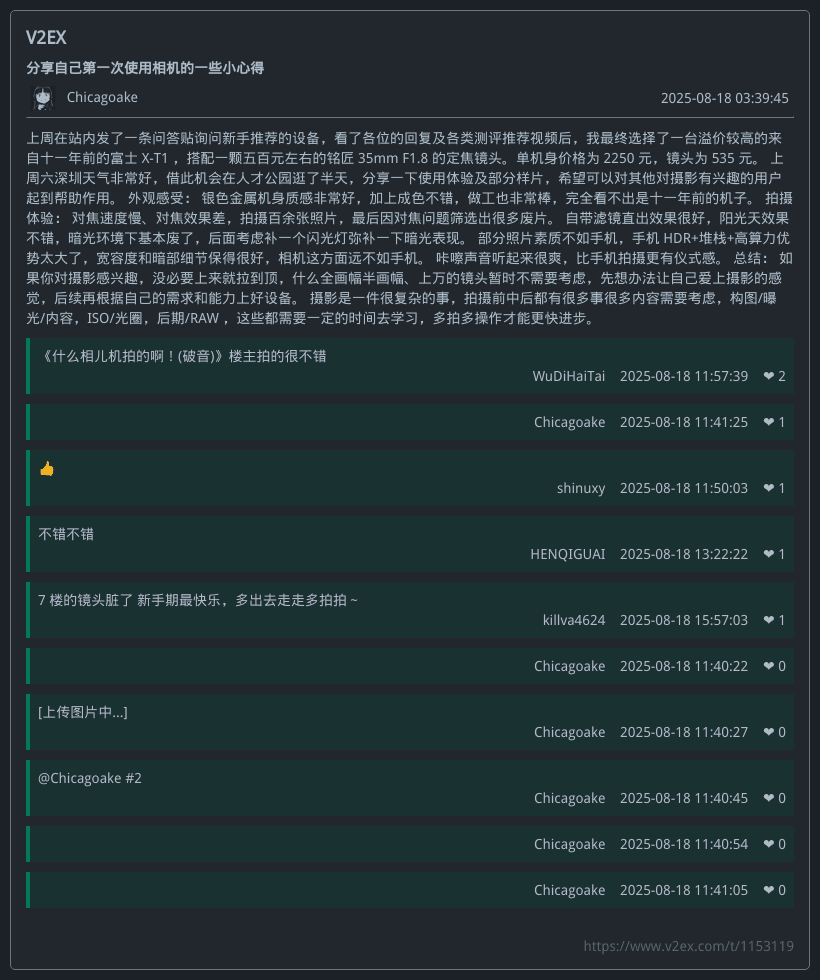 V2EX
分享自己第一次使用相机的一些小心得
Chicagoake 2025-08-18 03:39:45
上周在站内发了一条问答贴询问新手推荐的设备，看了各位的回复及各类测评推荐视频后，我最终选择了一台溢价较高的来
自十一年前的富士 X-T1 ，搭配一颗五百元左右的铭匠 35mm F1.8 的定焦镜头。单机身价格为 2250 元，镜头为 535 元。 上
周六深圳天气非常好，借此机会在人才公园逛了半天，分享一下使用体验及部分样片，希望可以对其他对摄影有兴趣的用户
起到帮助作用。 外观感受： 银色金属机身质感非常好，加上成色不错，做工也非常棒，完全看不出是十一年前的机子。 拍摄
体验： 对焦速度慢、对焦效果差，拍摄百余张照片，最后因对焦问题筛选出很多废片。 自带滤镜直出效果很好，阳光天效果
不错，暗光环境下基本废了，后面考虑补一个闪光灯弥补一下暗光表现。 部分照片素质不如手机，手机 HDR+堆栈+高算力优
势太大了，宽容度和暗部细节保得很好，相机这方面远不如手机。 咔嚓声音听起来很爽，比手机拍摄更有仪式感。 总结： 如
果你对摄影感兴趣，没必要上来就拉到顶，什么全画幅半画幅、上万的镜头暂时不需要考虑，先想办法让自己爱上摄影的感
觉，后续再根据自己的需求和能力上好设备。 摄影是一件很复杂的事，拍摄前中后都有很多事很多内容需要考虑，构图/曝
光/内容，ISO/光圈，后期/RAW ，这些都需要一定的时间去学习，多拍多操作才能更快进步。
《什么相儿机拍的啊！(破音)》楼主拍的很不错
WuDiHaiTai 2025-08-18 11:57:39 ❤ 2
Chicagoake 2025-08-18 11:41:25 ❤ 1
👍
shinuxy 2025-08-18 11:50:03 ❤ 1
不错不错
HENQIGUAI 2025-08-18 13:22:22 ❤ 1
7 楼的镜头脏了 新手期最快乐，多出去走走多拍拍 ~
killva4624 2025-08-18 15:57:03 ❤ 1
Chicagoake 2025-08-18 11:40:22 ❤ 0
[上传图片中...]
Chicagoake 2025-08-18 11:40:27 ❤ 0
@Chicagoake #2
Chicagoake 2025-08-18 11:40:45 ❤ 0
Chicagoake 2025-08-18 11:40:54 ❤ 0
Chicagoake 2025-08-18 11:41:05 ❤ 0
https://www.v2ex.com/t/1153119